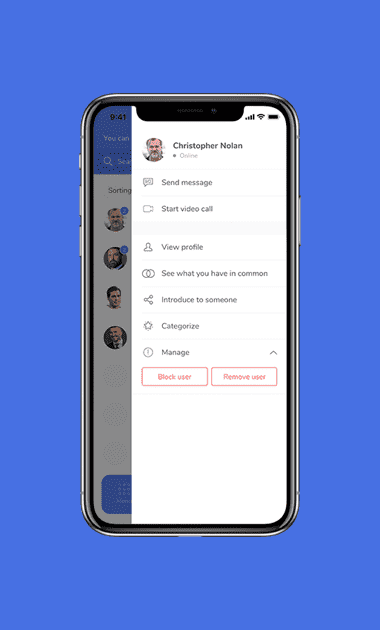 9:41
You can
Sea
Sorting
Christopher Nolan
Online
Send message
Start video call
View profile
See what you have in common
Introduce to someone
Categorize
Manage
Block user
Remove user